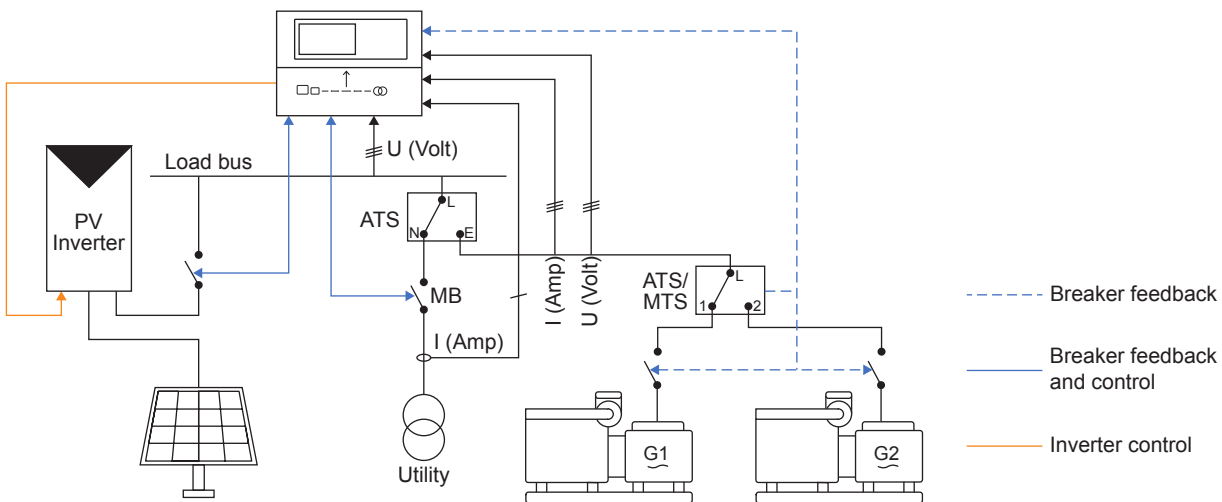 U (Volt)
Load bus
PV
Inverter
ATS
L
N
E
MB
I (Amp)
Utility
I (Amp)
U (Volt)
ATS/
MTS
L
1
2
G1
G2
Breaker feedback
Breaker feedback
and control
Inverter control